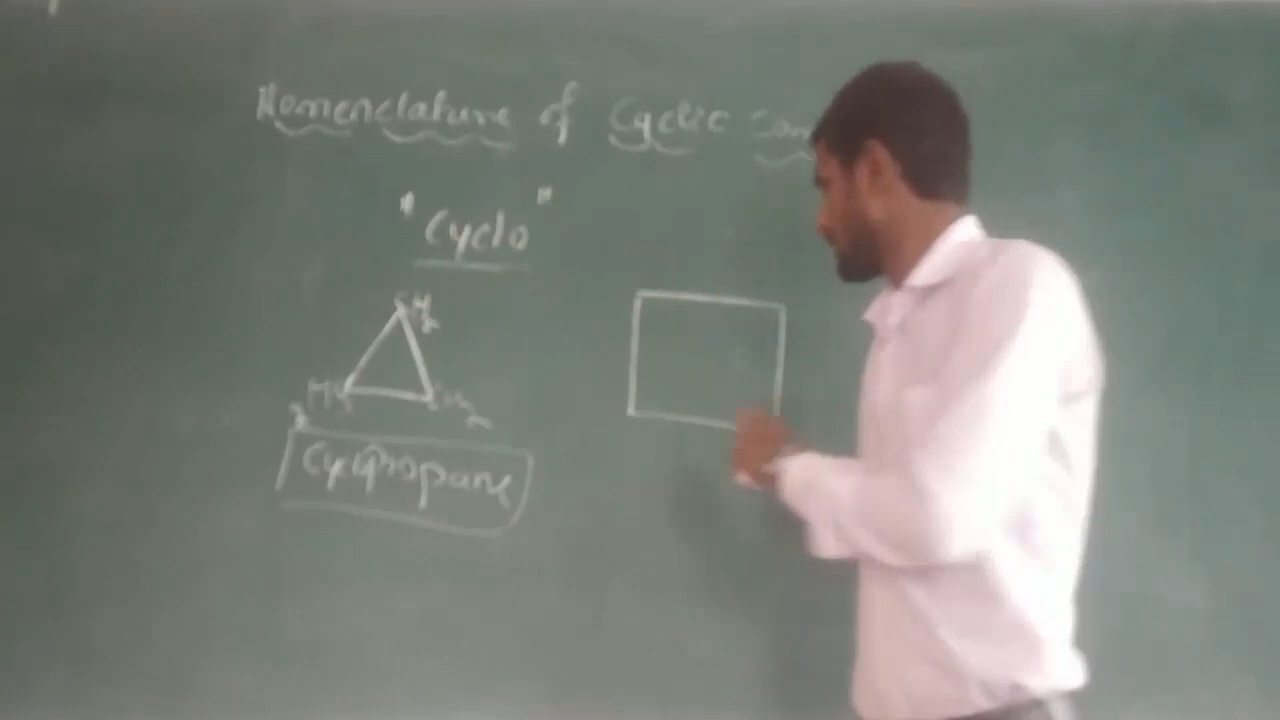 Nomenclature of Cyclic Com
"Cyclo"
CH2
H2C CH2
Cyclopropane